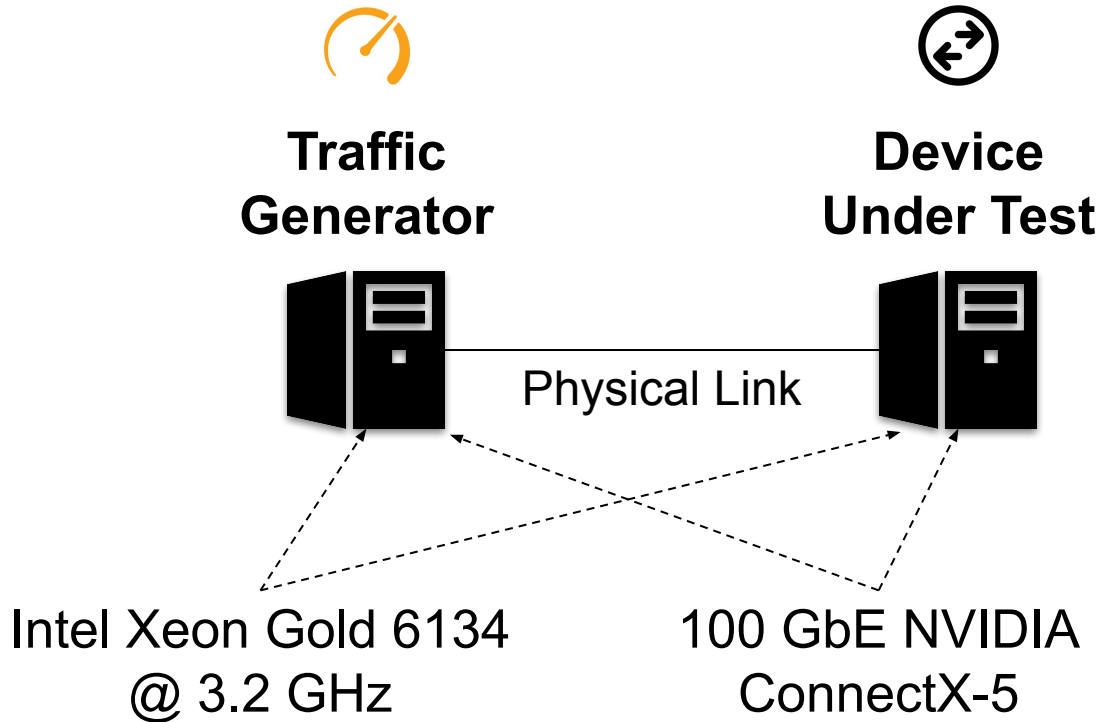 Traffic
Generator
Device
Under Test
Physical Link
Intel Xeon Gold 6134
@ 3.2 GHz
100 GbE NVIDIA
ConnectX-5